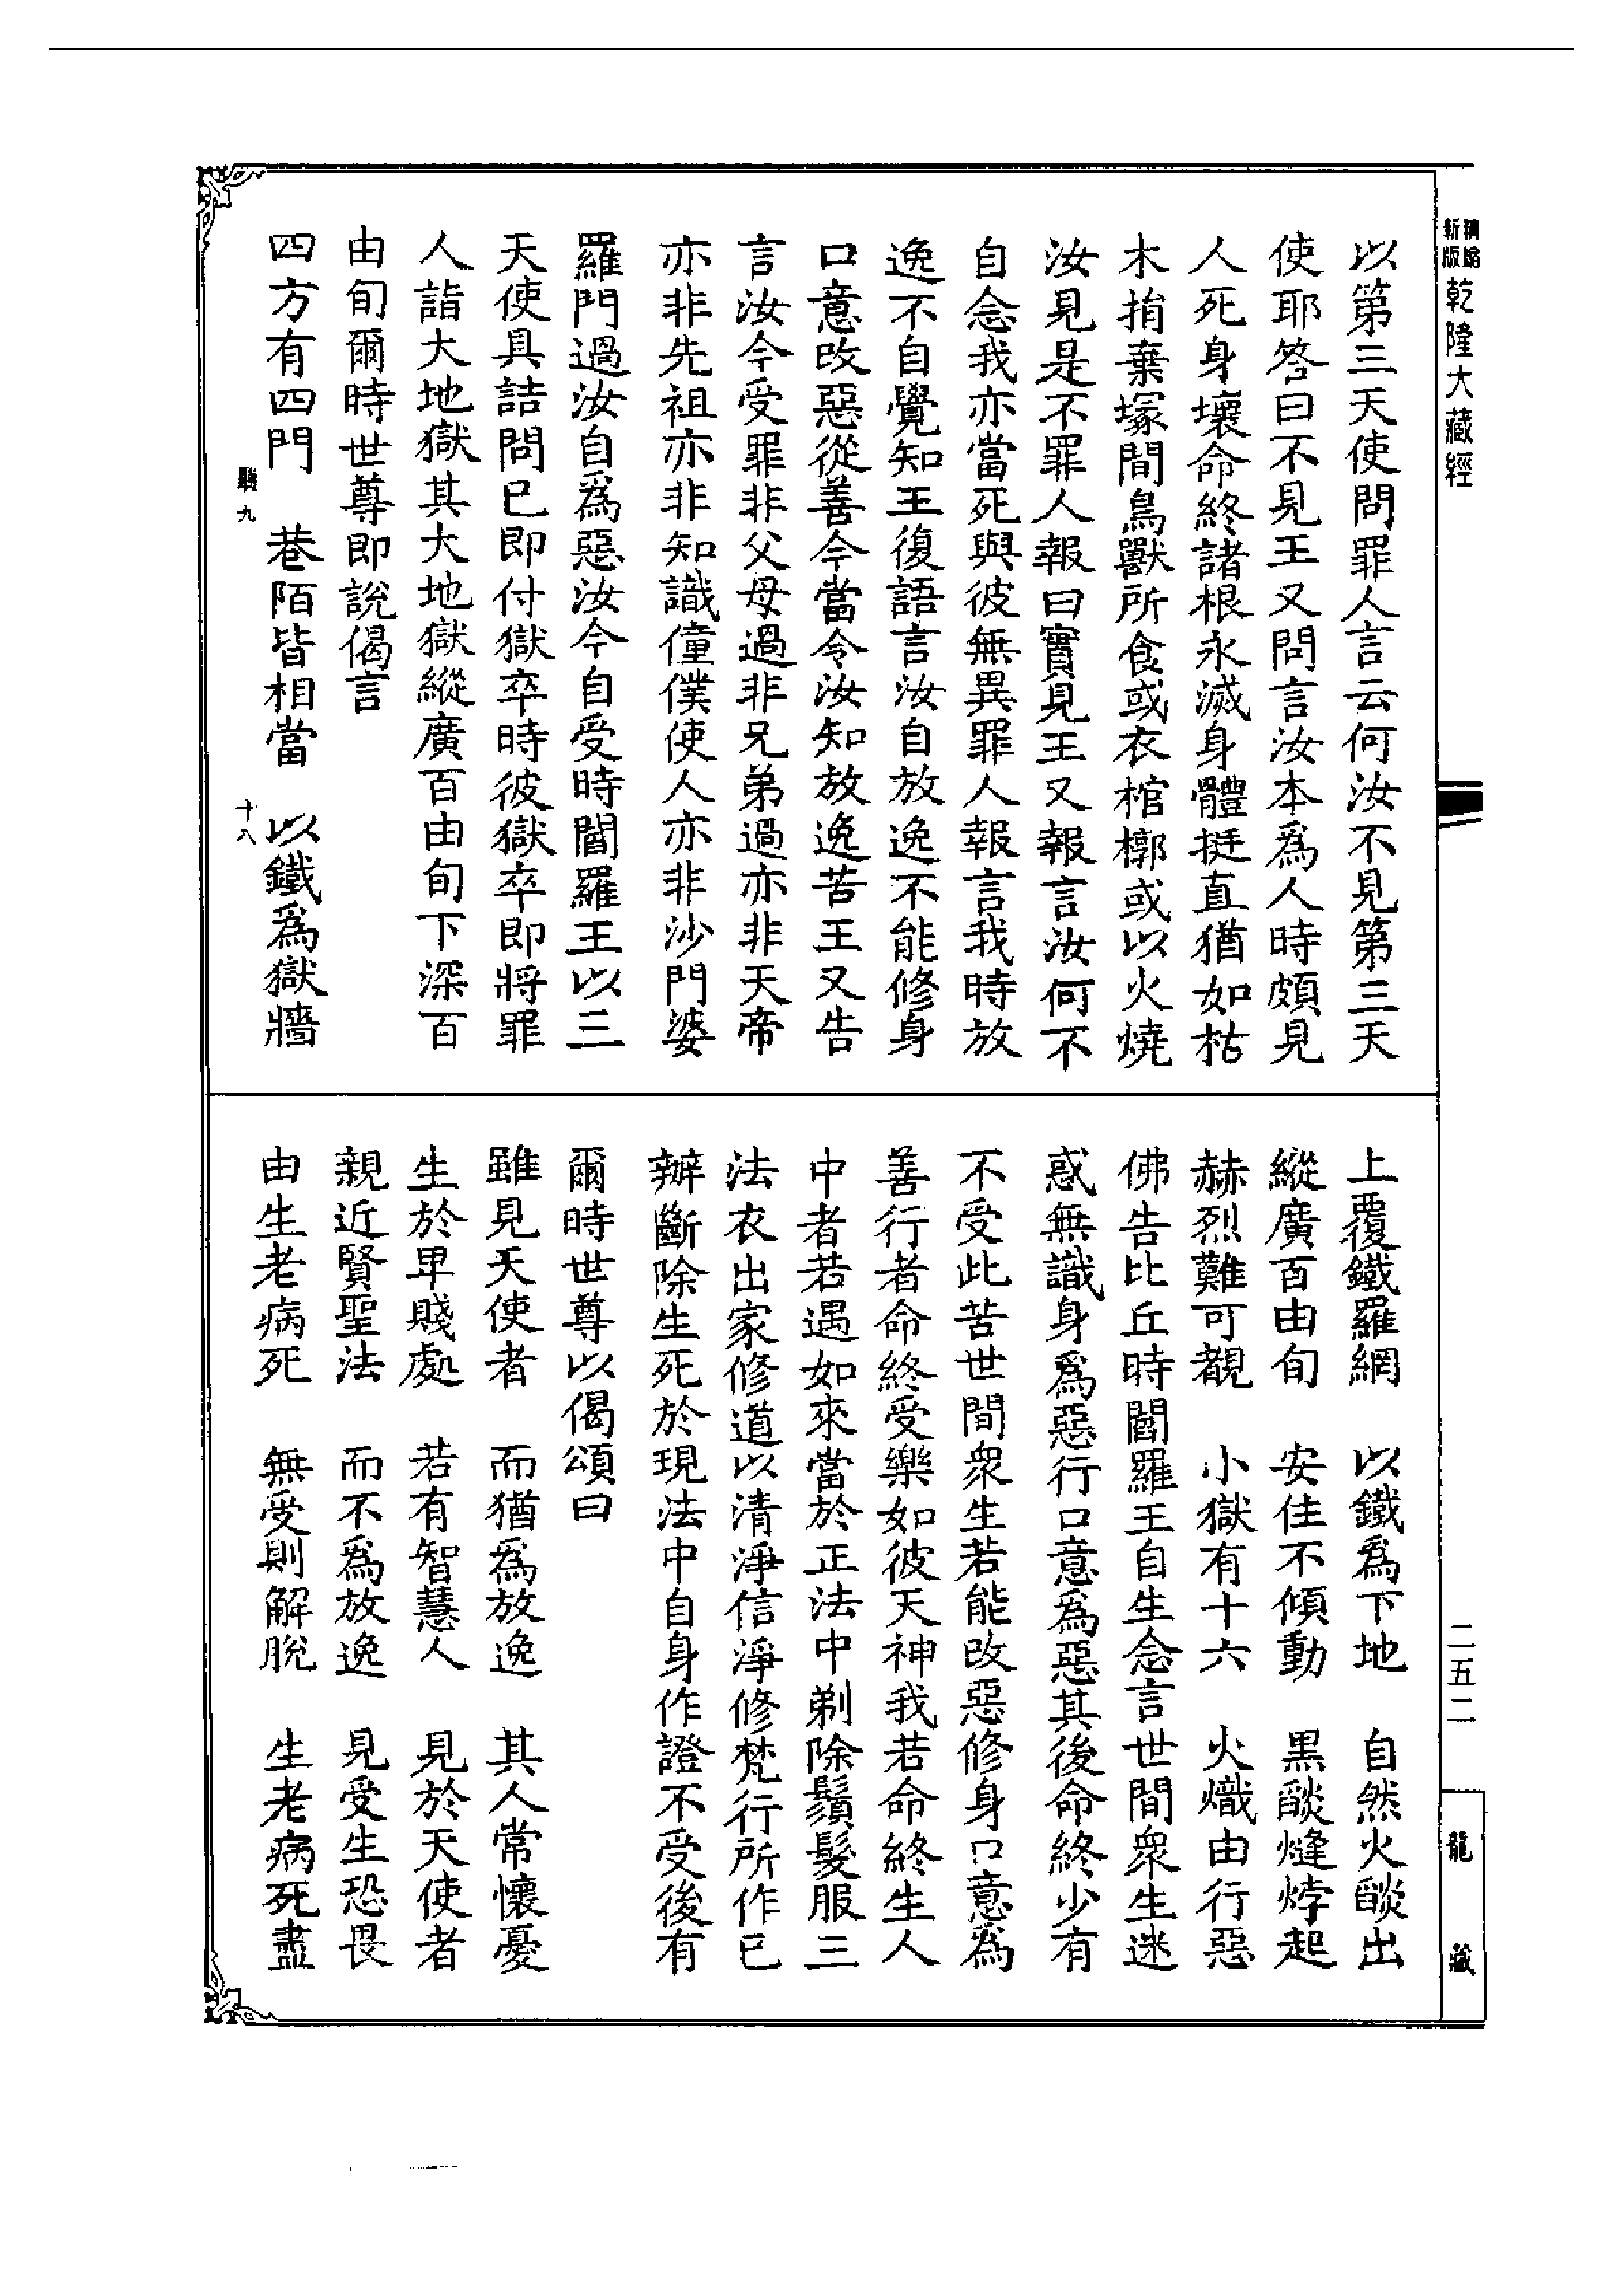 新版 精縮 乾隆大藏經
以第三天使問罪人言云何汝不見第三天
使耶答曰不見王又問言汝本爲人時頗見
人死身壞命終諸根永滅身體挺直猶如枯
木捐棄塚間鳥獸所食或衣棺槨或以火燒
汝見是不罪人報曰實見王又報言汝何不
自念我亦當死與彼無異罪人報言我時放
逸不自覺知王復語言汝自放逸不能修身
口意改惡從善今當令汝知放逸苦王又告
言汝今受罪非父母過非兄弟過亦非天帝
亦非先祖亦非知識僮僕使人亦非沙門婆
羅門過汝自爲惡汝今自受時閻羅王以三
天使具詰問已即付獄卒時彼獄卒即將罪
人詣大地獄其大地獄縱廣百由旬下深百
由旬爾時世尊即說偈言
四方有四門 巷陌皆相當 以鐵爲獄牆
九 十八
上覆鐵羅網 以鐵爲下地 自然火燄出
縱廣百由旬 安住不傾動 黑燄熢㶿起
赫烈難可覩 小獄有十六 火熾由行惡
佛告比丘時閻羅王自生念言世間衆生迷
惑無識身爲惡行口意爲惡其後命終少有
不受此苦世間衆生若能改惡修身口意爲
善行者命終受樂如彼天神我若命終生人
中者若遇如來當於正法中剃除鬚髮服三
法衣出家修道以清淨信淨修梵行所作已
辦斷除生死於現法中自身作證不受後有
爾時世尊以偈頌曰
雖見天使者 而猶爲放逸 其人常懷憂
生於卑賤處 若有智慧人 見於天使者
親近賢聖法 而不爲放逸 見受生恐畏
由生老病死 無受則解脫 生老病死盡
二五二
龍藏